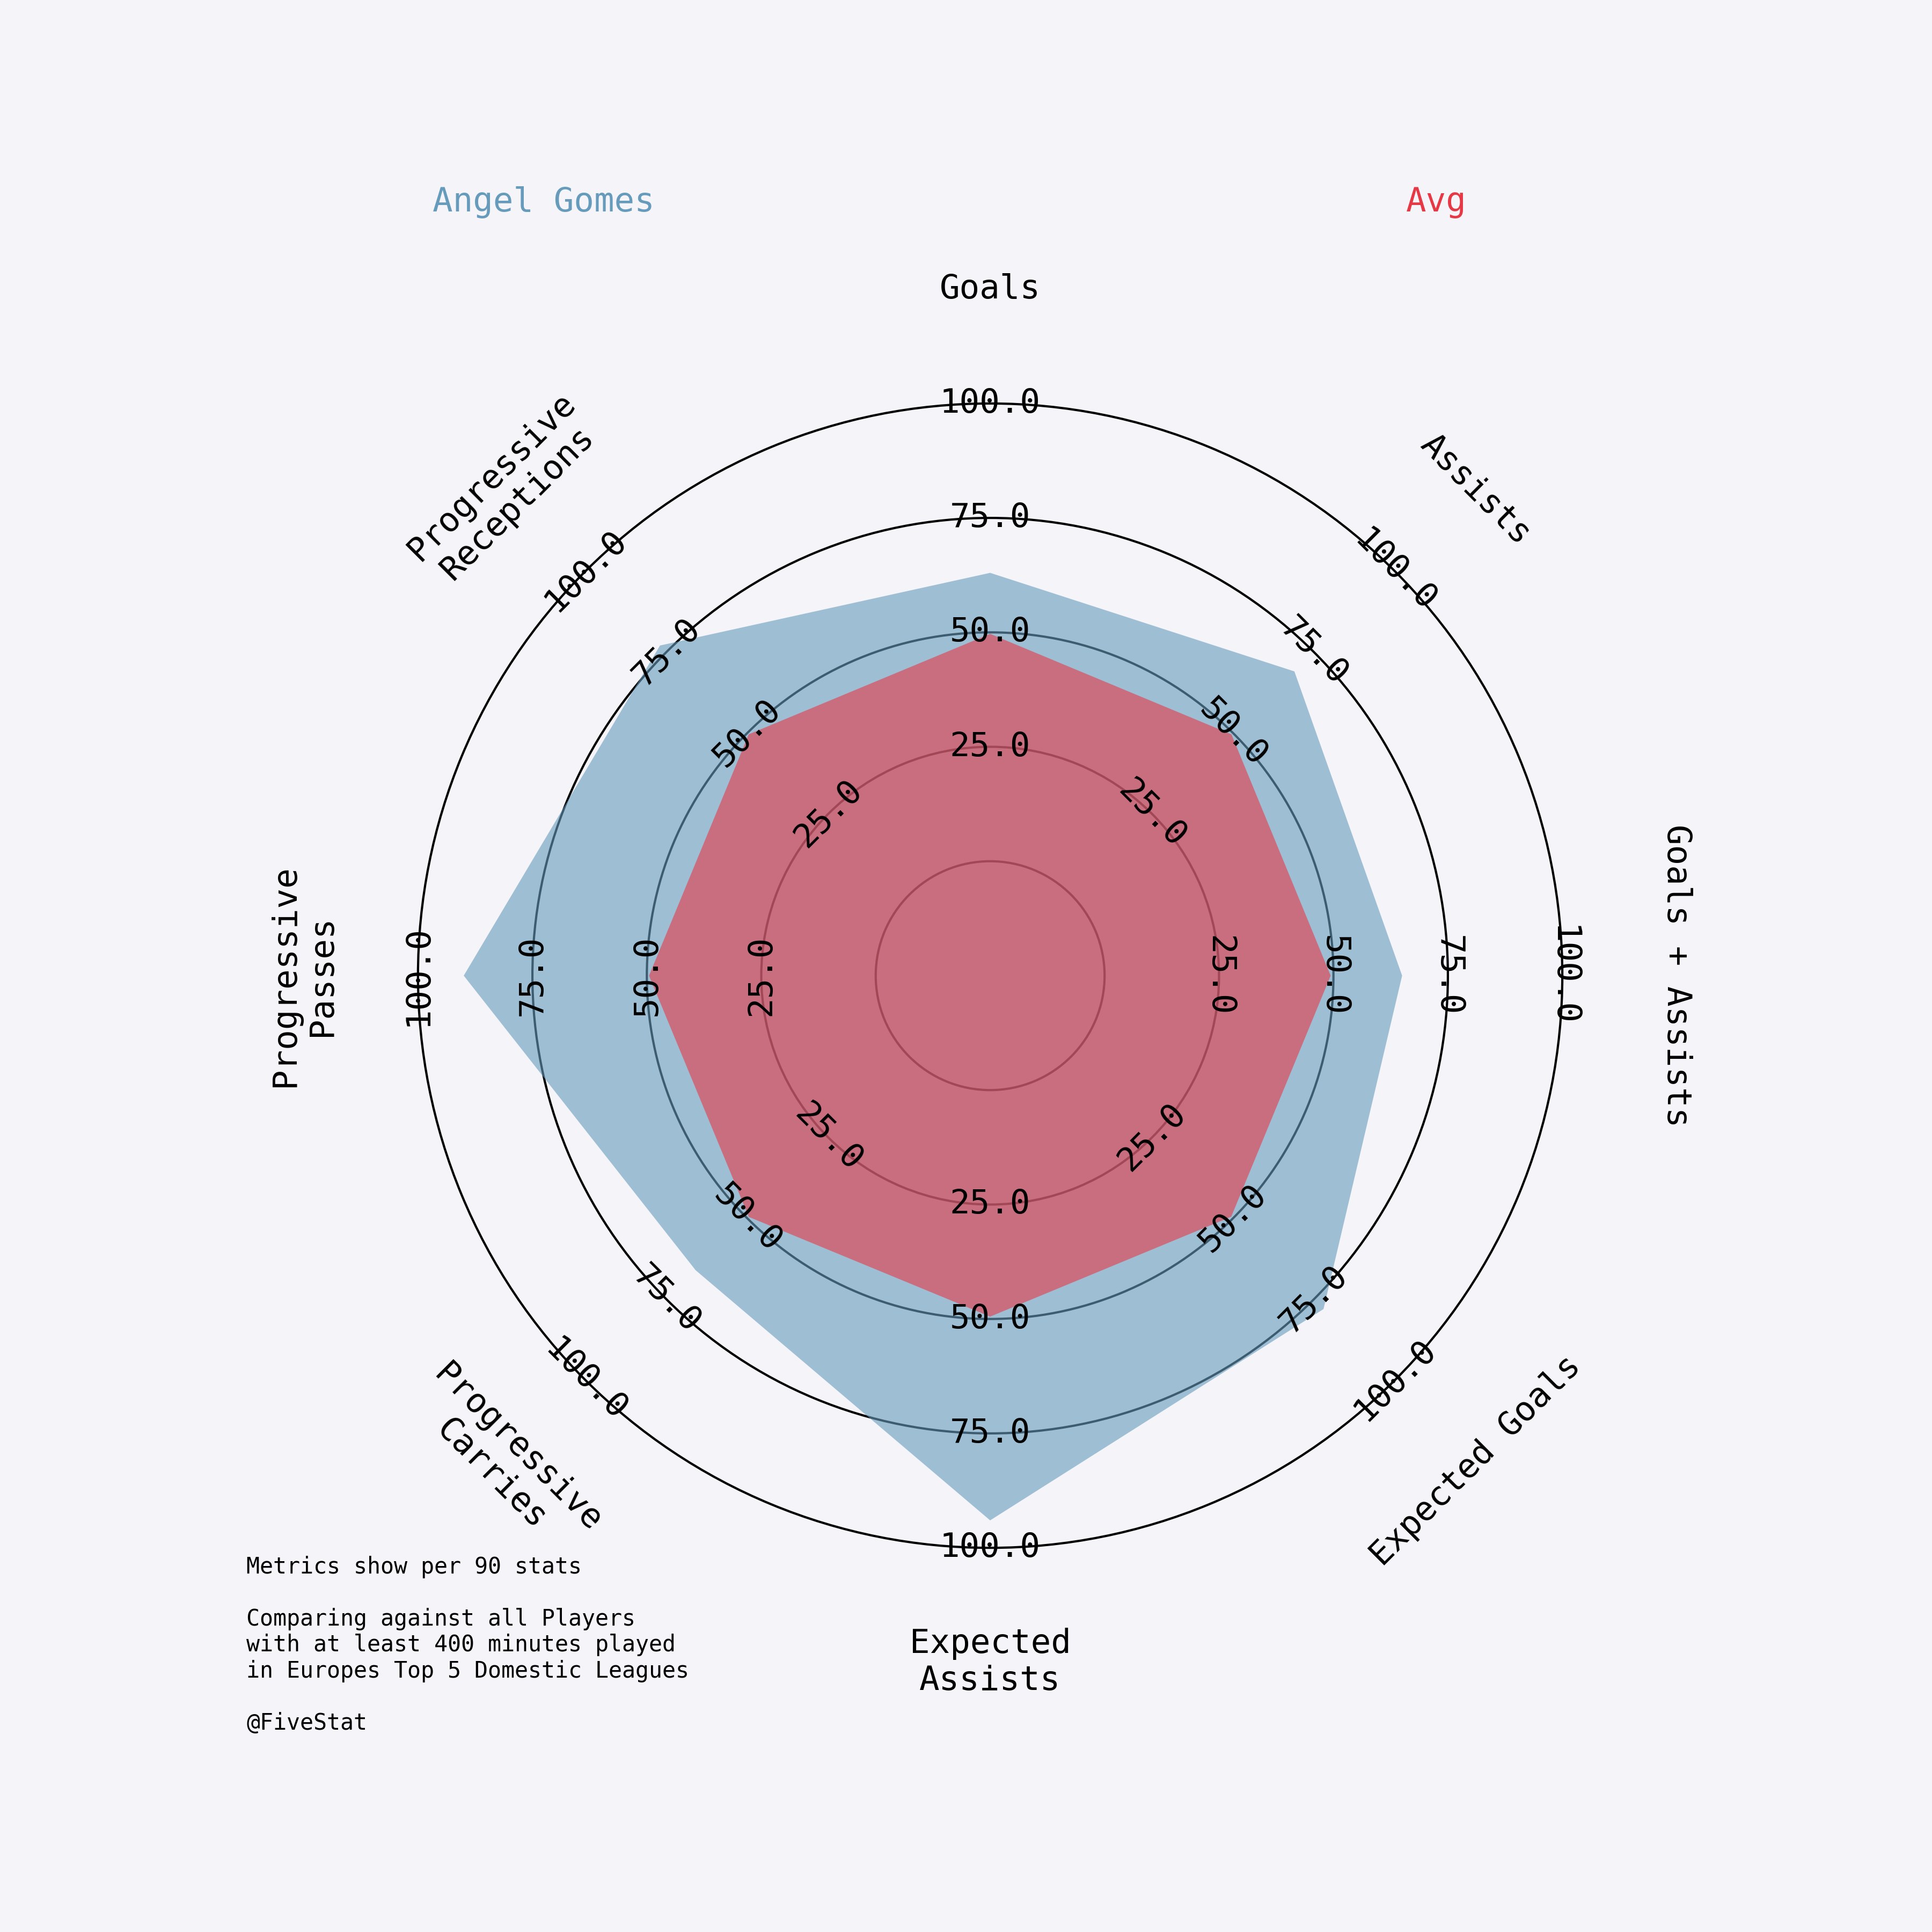 Angel Gomes
Avg
Goals
Assists
Goals + Assists
Expected Goals
Expected
Assists
Progressive
Carries
Progressive
Passes
Progressive
Receptions
25.0
50.0
75.0
100.0
25.0
50.0
75.0
100.0
25.0
50.0
75.0
100.0
25.0
50.0
75.0
100.0
25.0
50.0
75.0
100.0
25.0
50.0
75.0
100.0
25.0
50.0
75.0
100.0
25.0
50.0
75.0
100.0
Metrics show per 90 stats
Comparing against all Players
with at least 400 minutes played
in Europes Top 5 Domestic Leagues
@FiveStat